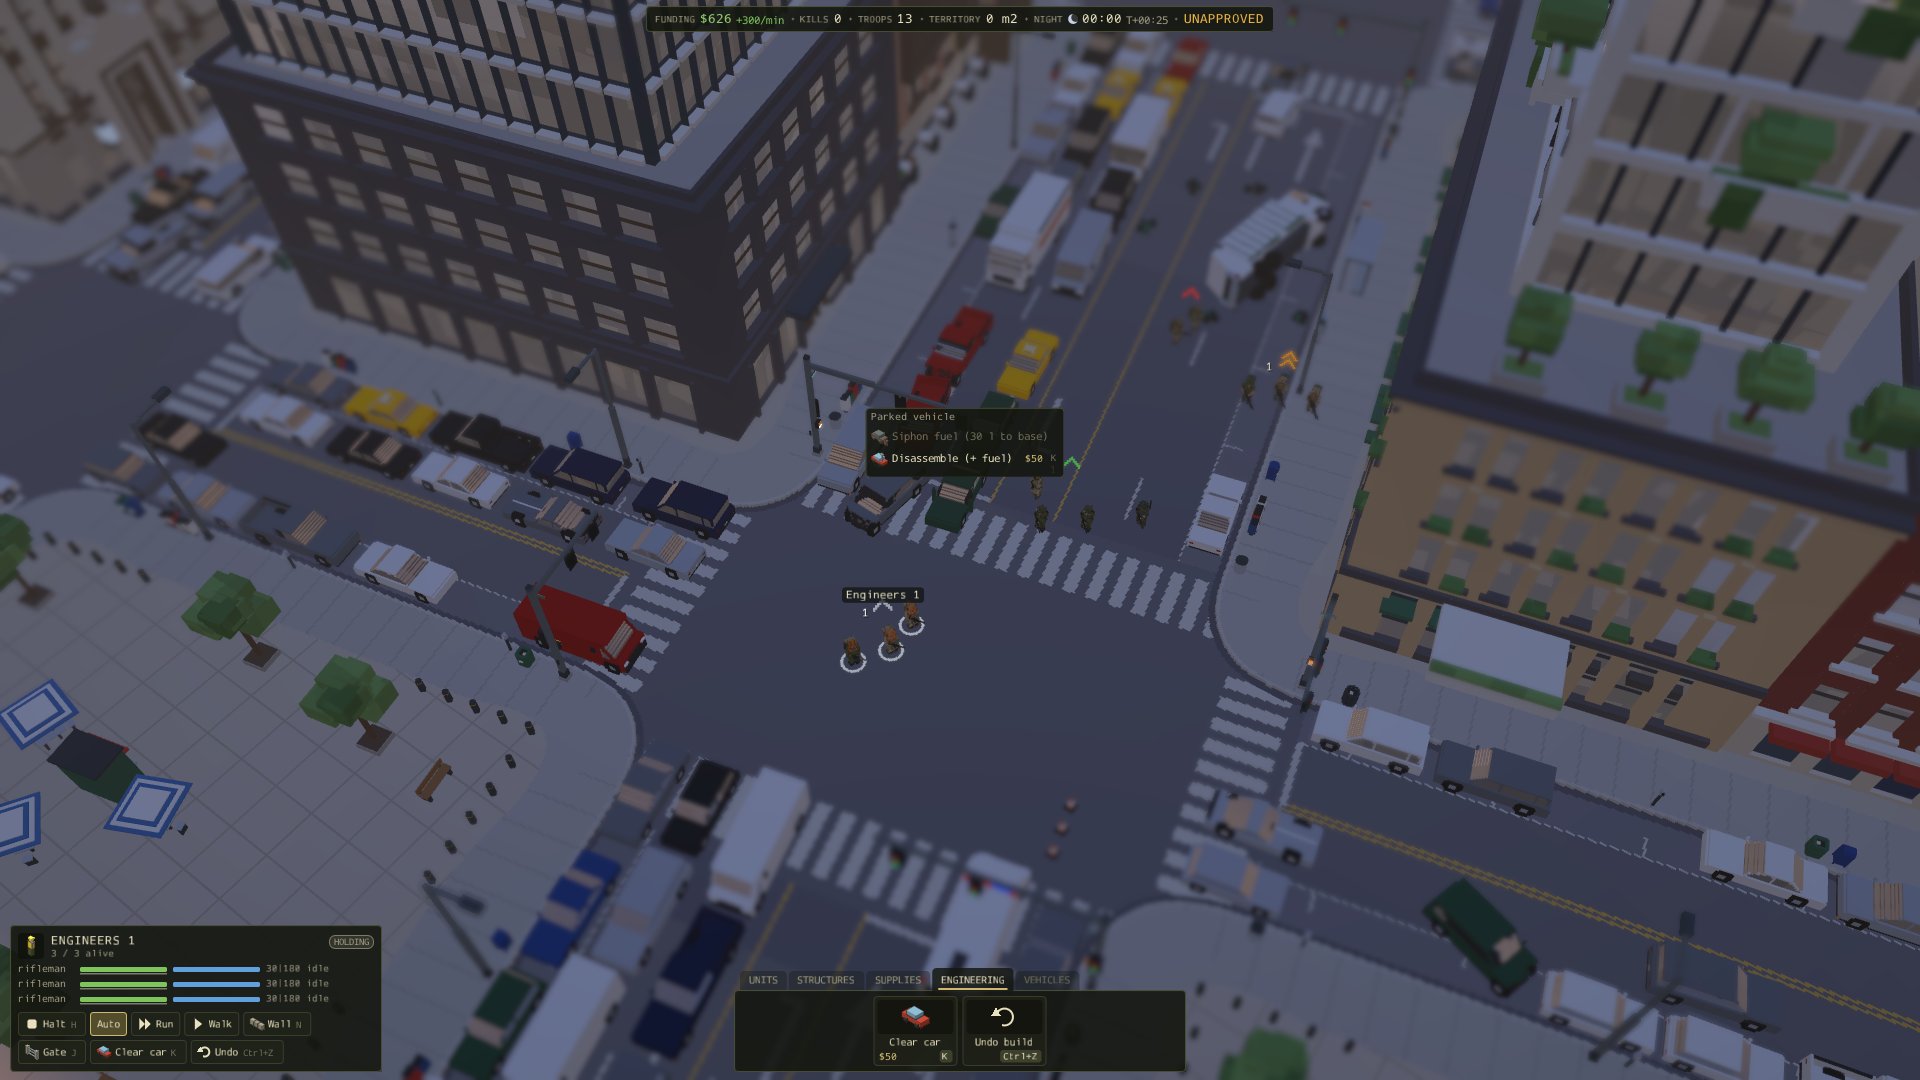 FUNDING $626 +300/min · KILLS 0 · TROOPS 13 · TERRITORY 0 m2 · NIGHT 00:00 T+00:25 · UNAPPROVED
1
Parked vehicle
Siphon fuel (30 l to base)
Disassemble (+ fuel) $50 K
Engineers 1
1
ENGINEERS 1 HOLDING
3 / 3 alive
rifleman 30|180 idle
rifleman 30|180 idle
rifleman 30|180 idle
Halt H Auto Run Walk Wall N
Gate J Clear car K Undo Ctrl+Z
UNITS STRUCTURES SUPPLIES ENGINEERING VEHICLES
Clear car
$50 K
Undo build
Ctrl+Z